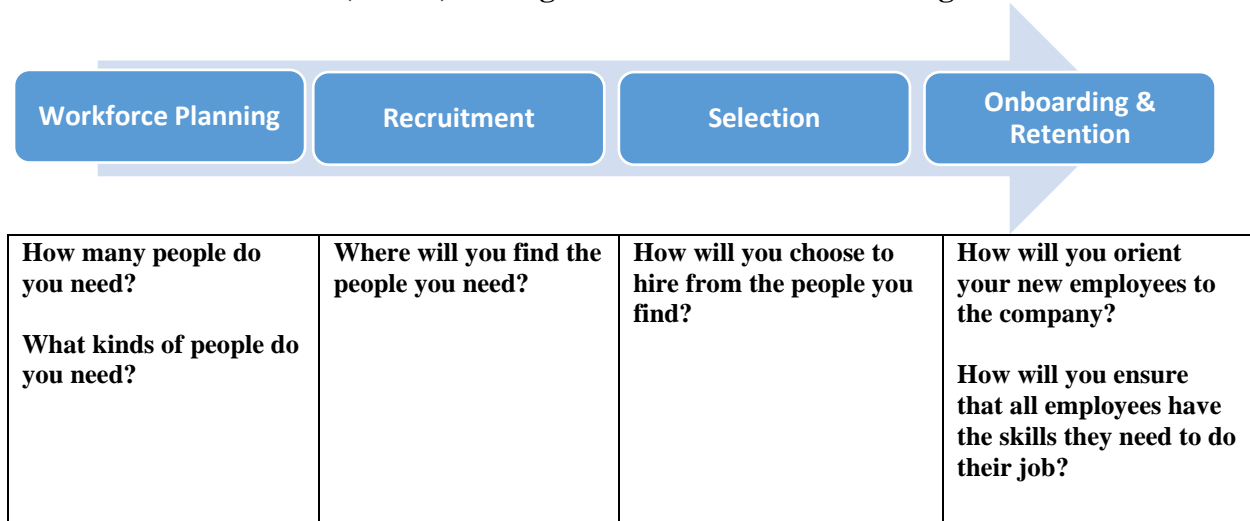 Workforce Planning
Recruitment
Selection
Onboarding &
Retention
How many people do
you need?
What kinds of people do
you need?
Where will you find the
people you need?
How will you choose to
hire from the people you
find?
How will you orient
your new employees to
the company?
How will you ensure
that all employees have
the skills they need to do
their job?